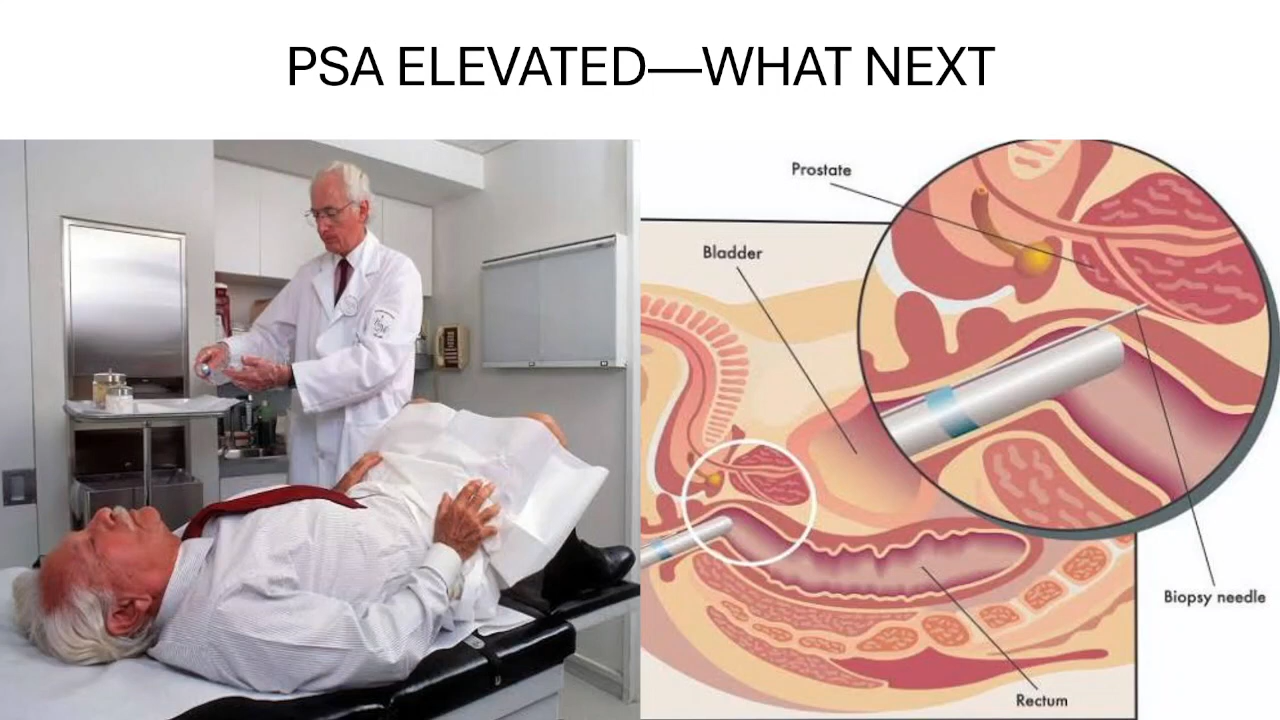 PSA ELEVATED—WHAT NEXT
Prostate
Bladder
Biopsy needle
Rectum